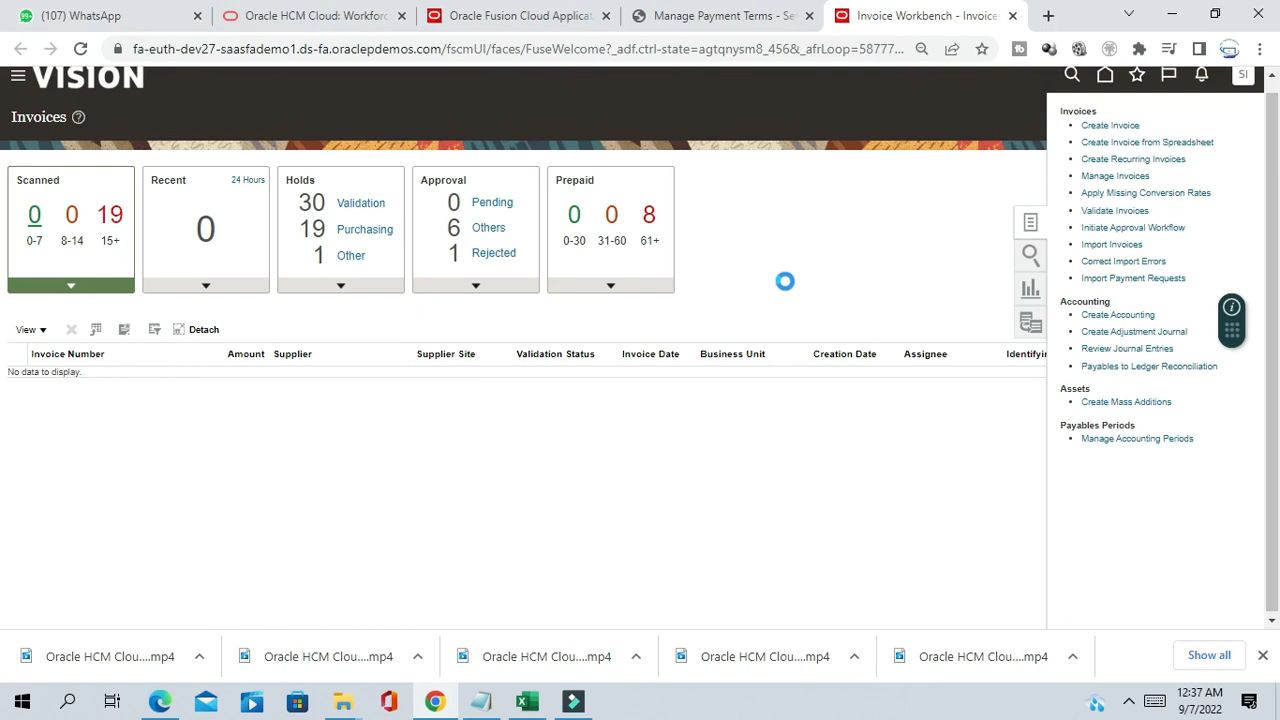 (110) WhatsApp
Oracle HCM Cloud: Workforc
Oracle Fusion Cloud Applicat
Manage Payment Terms - Se
Invoice Workbench - Invoice
fa-euth-dev27-saasfademo1.ds-fa.oraclepdemos.com/fscmUI/faces/FuseWelcome?_adf.ctrl-state=agtqnysm8_456&_afrLoop=58777...
VISION
SI
Invoices
Scanned
0 0 19
0-7 8-14 15+
Recent 24 Hours
0
Holds
30 Validation
19 Purchasing
1 Other
Approval
0 Pending
6 Others
1 Rejected
Prepaid
0 0 8
0-30 31-60 61+
View Detach
Invoice Number Amount Supplier Supplier Site Validation Status Invoice Date Business Unit Creation Date Assignee Identifyin
No data to display.
Invoices
Create Invoice
Create Invoice from Spreadsheet
Create Recurring Invoices
Manage Invoices
Apply Missing Conversion Rates
Validate Invoices
Initiate Approval Workflow
Import Invoices
Correct Import Errors
Import Payment Requests
Accounting
Create Accounting
Create Adjustment Journal
Review Journal Entries
Payables to Ledger Reconciliation
Assets
Create Mass Additions
Payables Periods
Manage Accounting Periods
Oracle HCM Clou....mp4
Oracle HCM Clou....mp4
Oracle HCM Clou....mp4
Oracle HCM Clou....mp4
Oracle HCM Clou....mp4
Show all
12:37 AM
9/7/2022